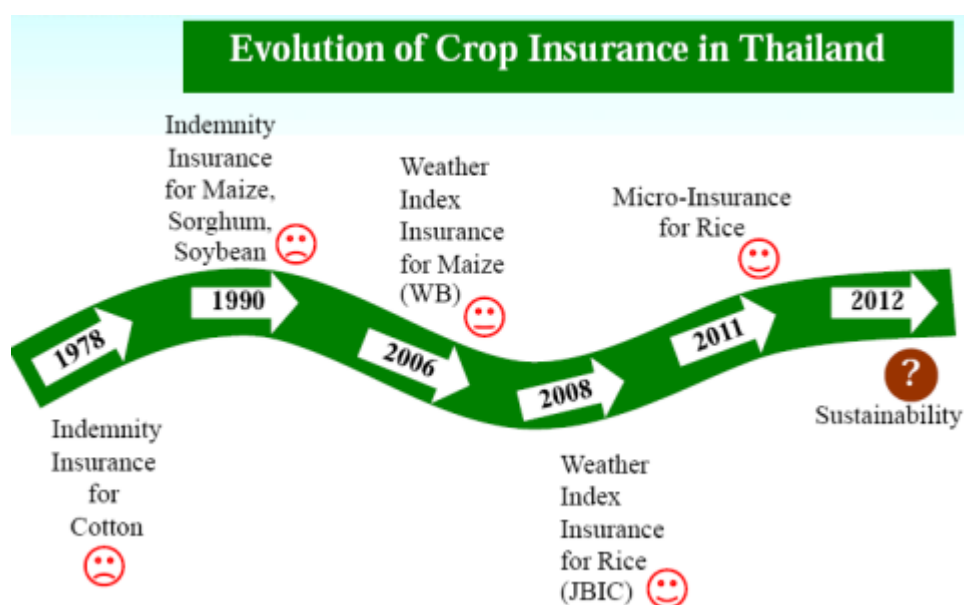 Evolution of Crop Insurance in Thailand
Indemnity
Insurance
for Maize,
Sorghum,
Soybean
Weather
Index
Insurance
for Maize
(WB)
Micro-Insurance
for Rice
1978
1990
2006
2008
2011
2012
?
Sustainability
Indemnity
Insurance
for
Cotton
Weather
Index
Insurance
for Rice
(JBIC)